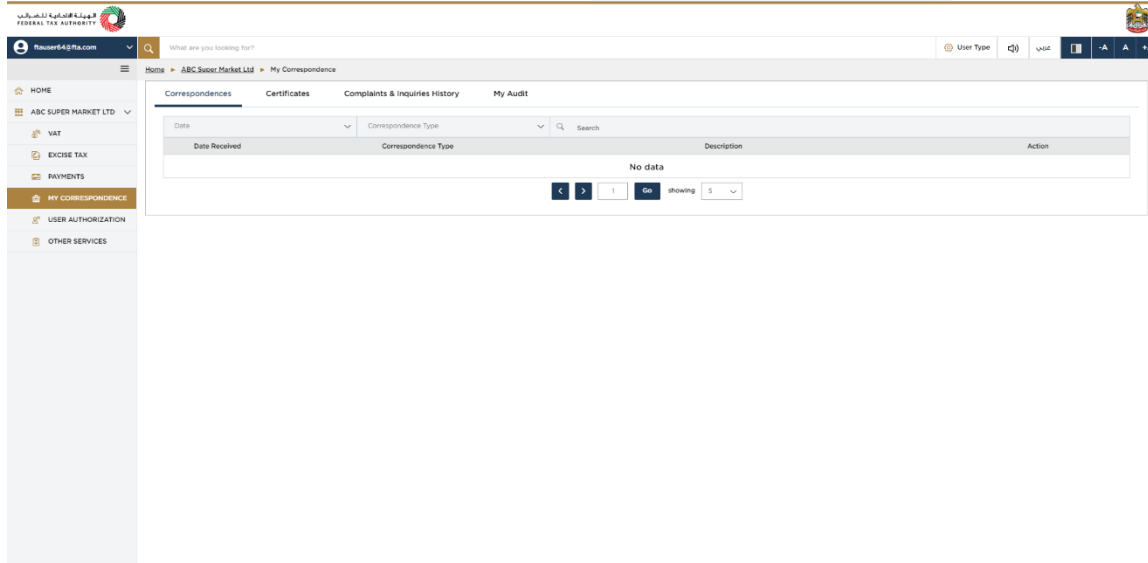 الهيئة الاتحادية للضرائب
FEDERAL TAX AUTHORITY
ftauser64@fta.com
What are you looking for?
User Type
عربي
-A A
Home ► ABC Super Market Ltd ► My Correspondence
HOME
ABC SUPER MARKET LTD
VAT
EXCISE TAX
PAYMENTS
MY CORRESPONDENCE
USER AUTHORIZATION
OTHER SERVICES
Correspondences Certificates Complaints & Inquiries History My Audit
Date Correspondence Type Search
Date Received Correspondence Type Description Action
No data
< > 1 Go showing 5